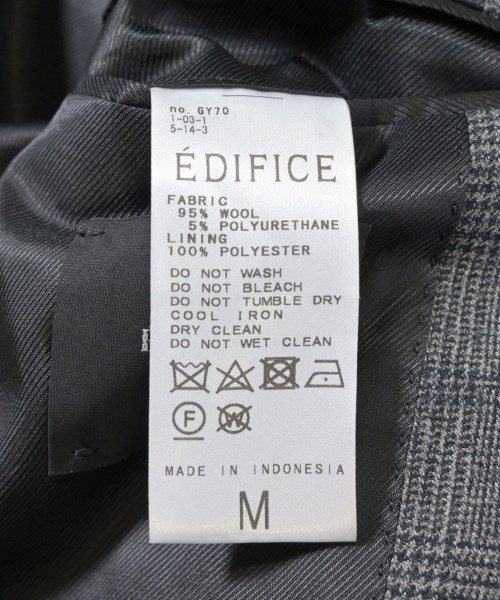 no. GY70
1-03-1
5-14-3
ÉDIFICE
FABRIC
95% WOOL
5% POLYURETHANE
LINING
100% POLYESTER
DO NOT WASH
DO NOT BLEACH
DO NOT TUMBLE DRY
COOL IRON
DRY CLEAN
DO NOT WET CLEAN
F W
MADE IN INDONESIA
M